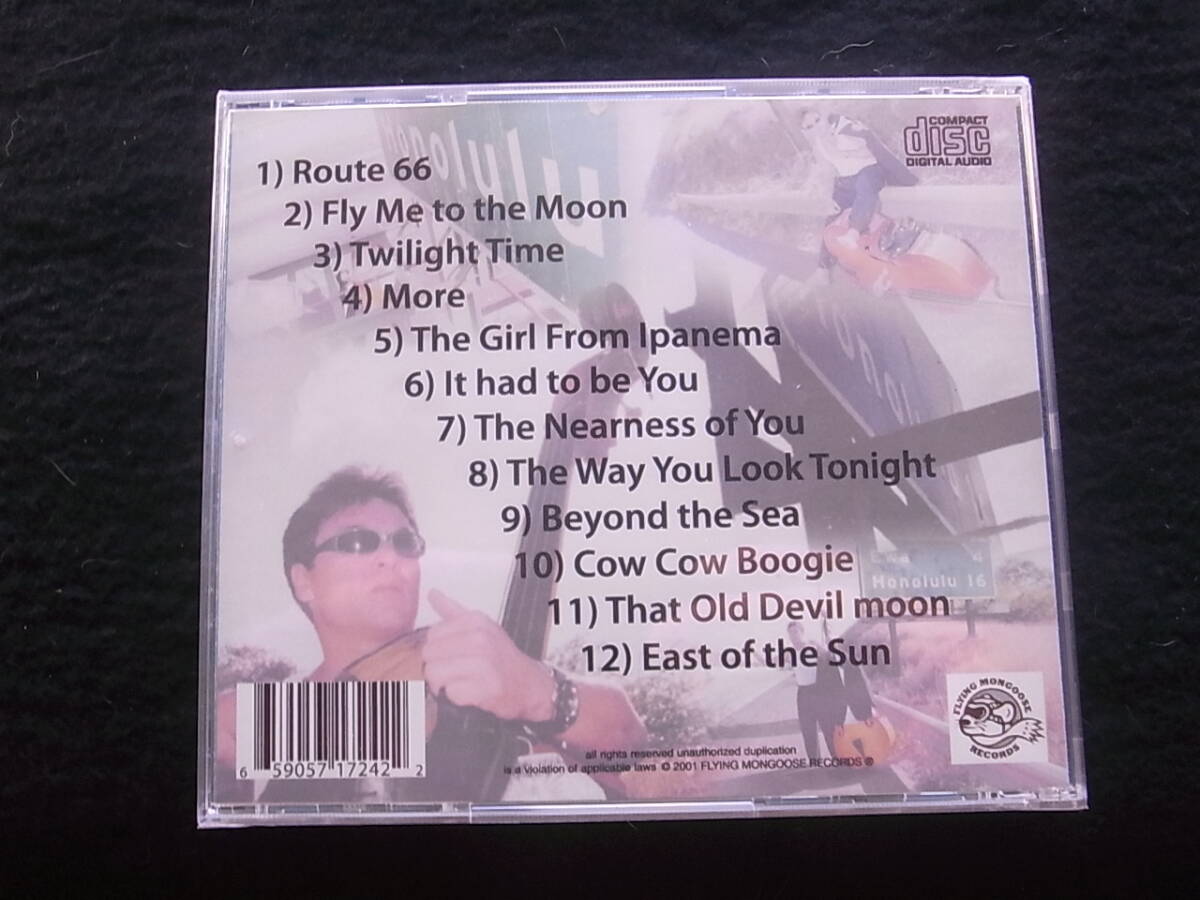 COMPACT
disc
DIGITAL AUDIO
Honolulu
1) Route 66
2) Fly Me to the Moon
3) Twilight Time
4) More
5) The Girl From Ipanema
6) It had to be You
7) The Nearness of You
8) The Way You Look Tonight
9) Beyond the Sea
10) Cow Cow Boogie
Honolulu 16
11) That Old Devil moon
12) East of the Sun
FLYING MONGOOSE
RECORDS
6 59057 17242 2
all rights reserved unauthorized duplication
is a violation of applicable laws © 2001 FLYING MONGOOSE RECORDS ®